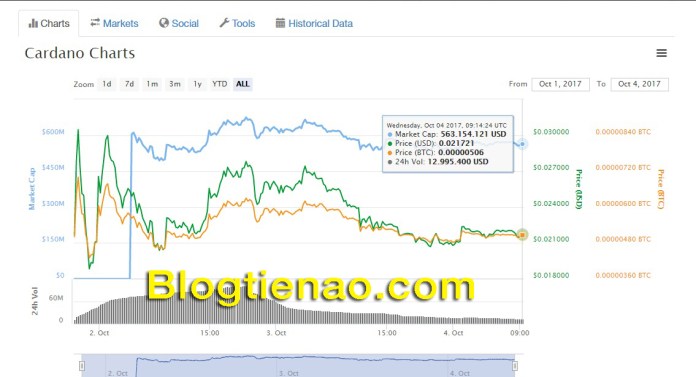 Charts Markets Social Tools Historical Data
Cardano Charts
Zoom 1d 7d 1m 3m 1y YTD ALL From Oct 1, 2017 To Oct 4, 2017
Wednesday, Oct 04 2017, 09:14:24 UTC
Market Cap: 563.154.121 USD
Price (USD): 0.021721
Price (BTC): 0.00000506
24h Vol: 12.995.400 USD
Market Cap
$600M
$450M
$300M
$150M
$0
24h Vol
60M
0
Price (USD)
$0.030000
$0.027000
$0.024000
$0.021000
$0.018000
Price (BTC)
0.00000840 BTC
0.00000720 BTC
0.00000600 BTC
0.00000480 BTC
0.00000360 BTC
Blogtienao.com
2. Oct 15:00 3. Oct 15:00 4. Oct 09:00
2. Oct 3. Oct 4. Oct